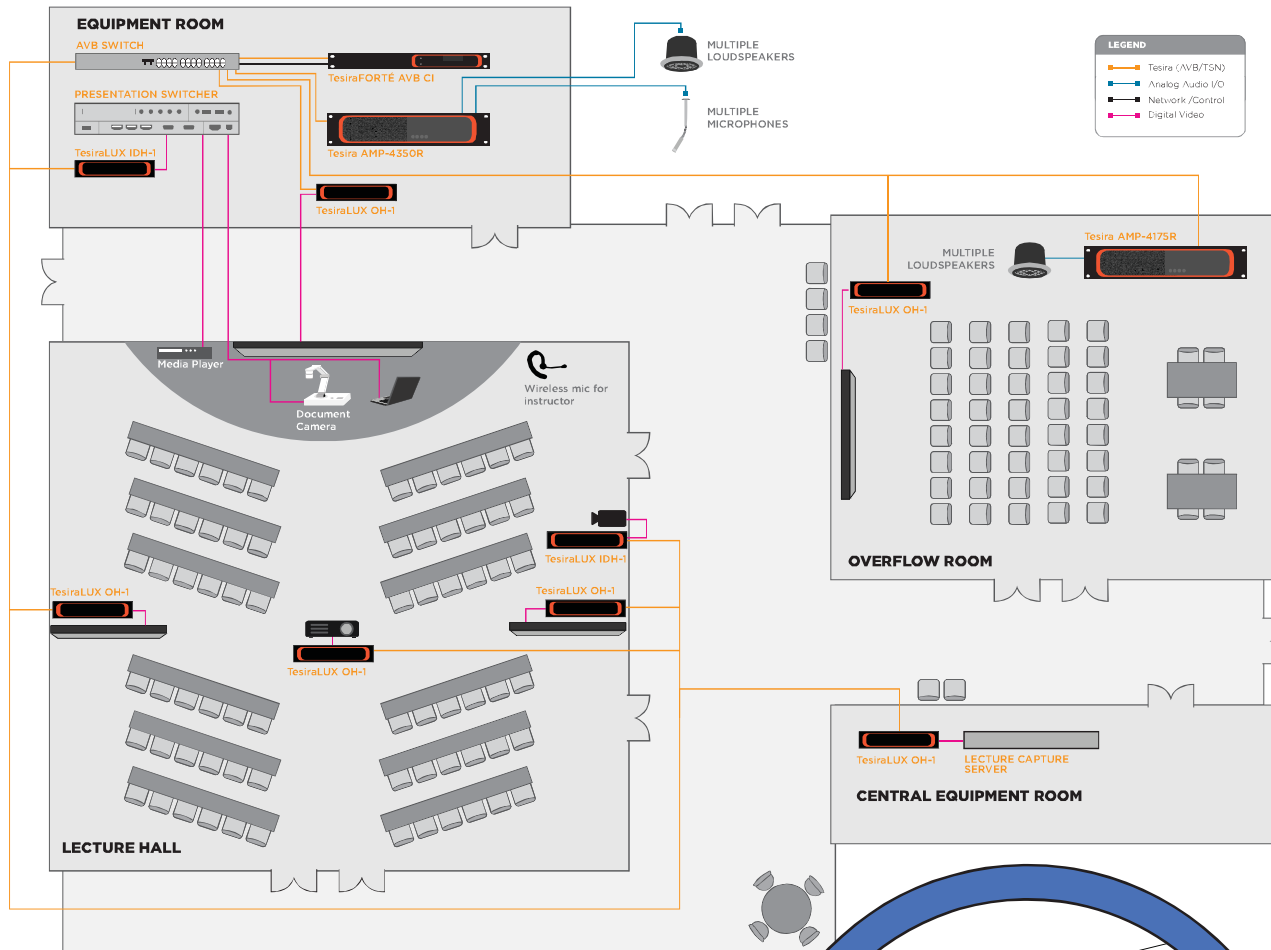 EQUIPMENT ROOM
AVB SWITCH
TesiraFORTÉ AVB CI
PRESENTATION SWITCHER
Tesira AMP-4350R
TesiraLUX IDH-1
TesiraLUX OH-1
MULTIPLE
LOUDSPEAKERS
MULTIPLE
MICROPHONES
LEGEND
Tesira (AVB/TSN)
Analog Audio I/O
Network /Control
Digital Video
Tesira AMP-4175R
MULTIPLE
LOUDSPEAKERS
TesiraLUX OH-1
OVERFLOW ROOM
Media Player
Document
Camera
Wireless mic for
instructor
TesiraLUX IDH-1
TesiraLUX OH-1
TesiraLUX OH-1
TesiraLUX OH-1
LECTURE HALL
TesiraLUX OH-1
LECTURE CAPTURE
SERVER
CENTRAL EQUIPMENT ROOM